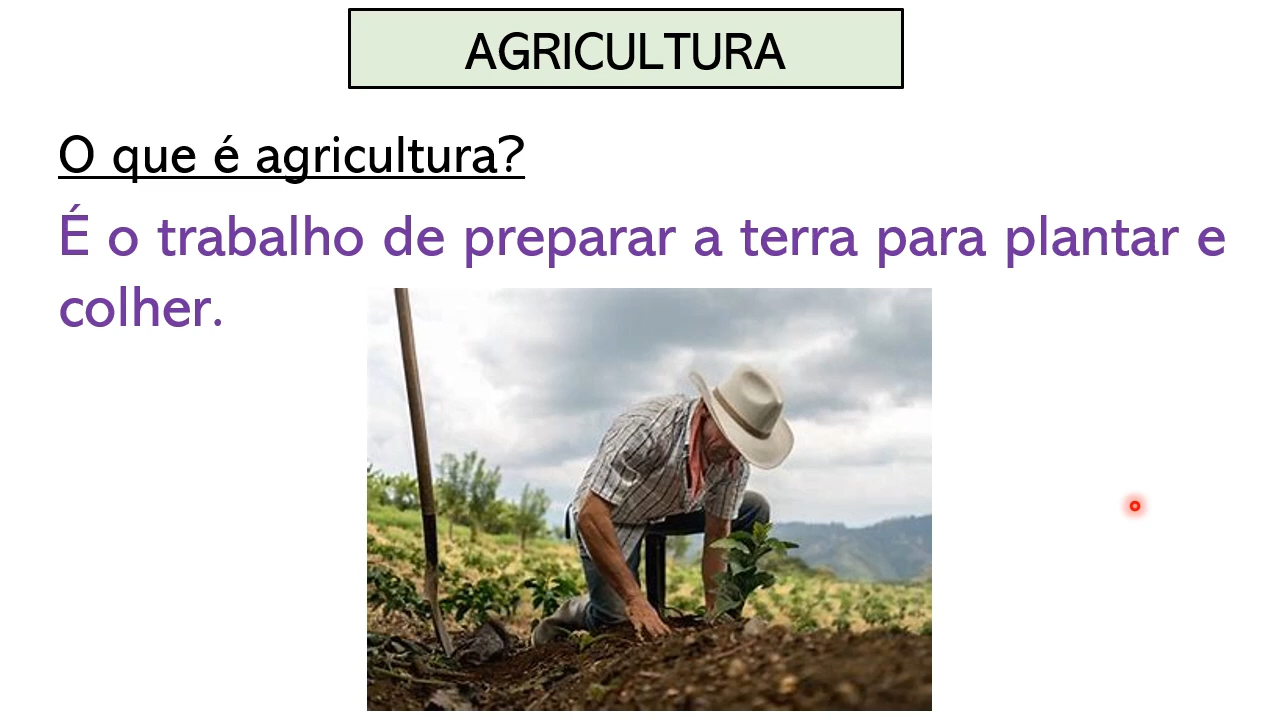 AGRICULTURA
O que é agricultura?
É o trabalho de preparar a terra para plantar e
colher.